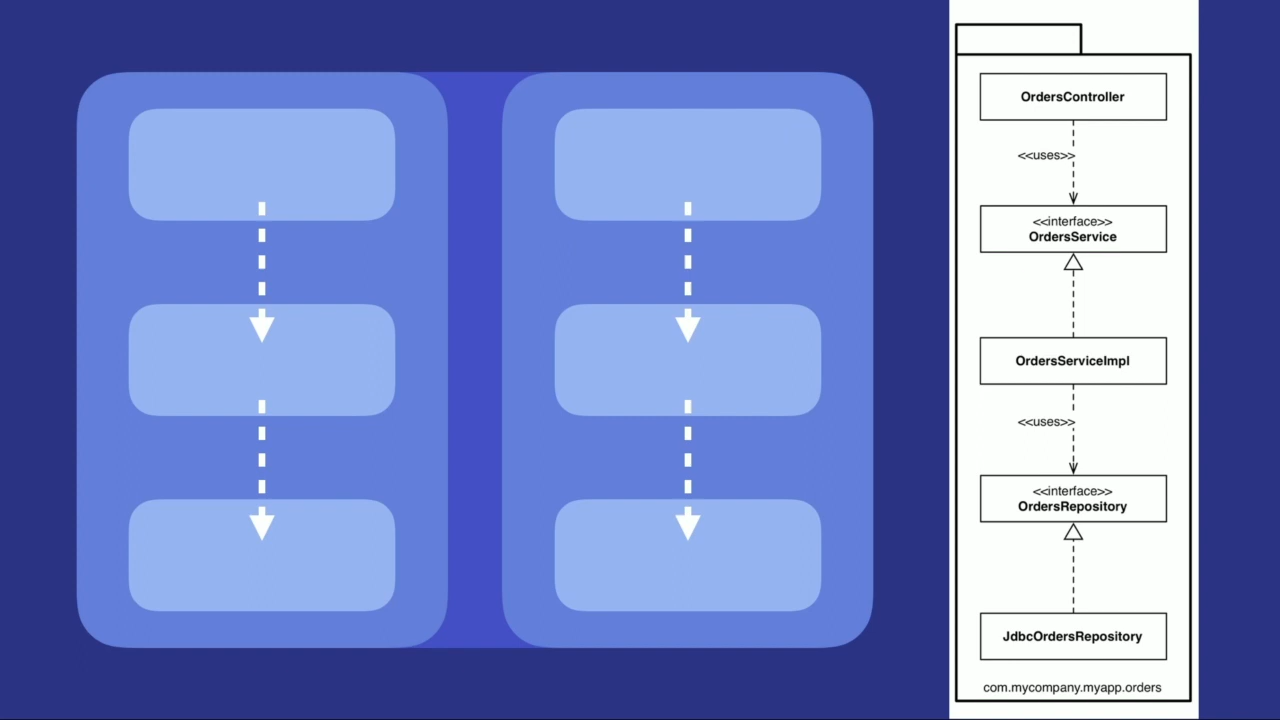 OrdersController
<<uses>>
<<interface>>
OrdersService
OrdersServiceImpl
<<uses>>
<<interface>>
OrdersRepository
JdbcOrdersRepository
com.mycompany.myapp.orders